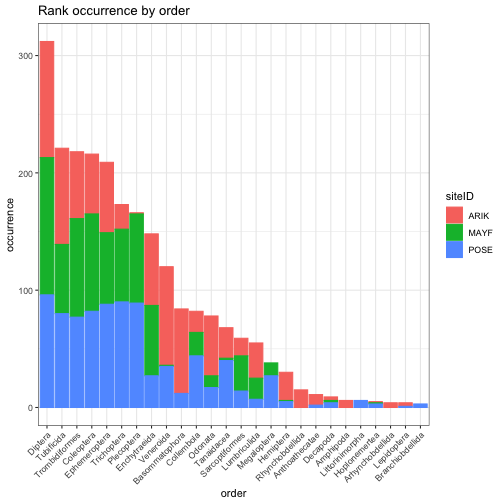 Rank occurrence by order
300
200
100
0
occurrence
Diptera
Tubificida
Trombidiformes
Coleoptera
Ephemeroptera
Trichoptera
Plecoptera
Enchytraeida
Veneroida
Basommatophora
Collembola
Odonata
Tanaidacea
Sarcoptiformes
Lumbriculida
Megaloptera
Hemiptera
Rhynchobdellida
Anthoathecatae
Decapoda
Amphipoda
Littorinimorpha
Hoplonemertea
Arhynchobdellida
Lepidoptera
Branchiobdellida
order
siteID
ARIK
MAYF
POSE